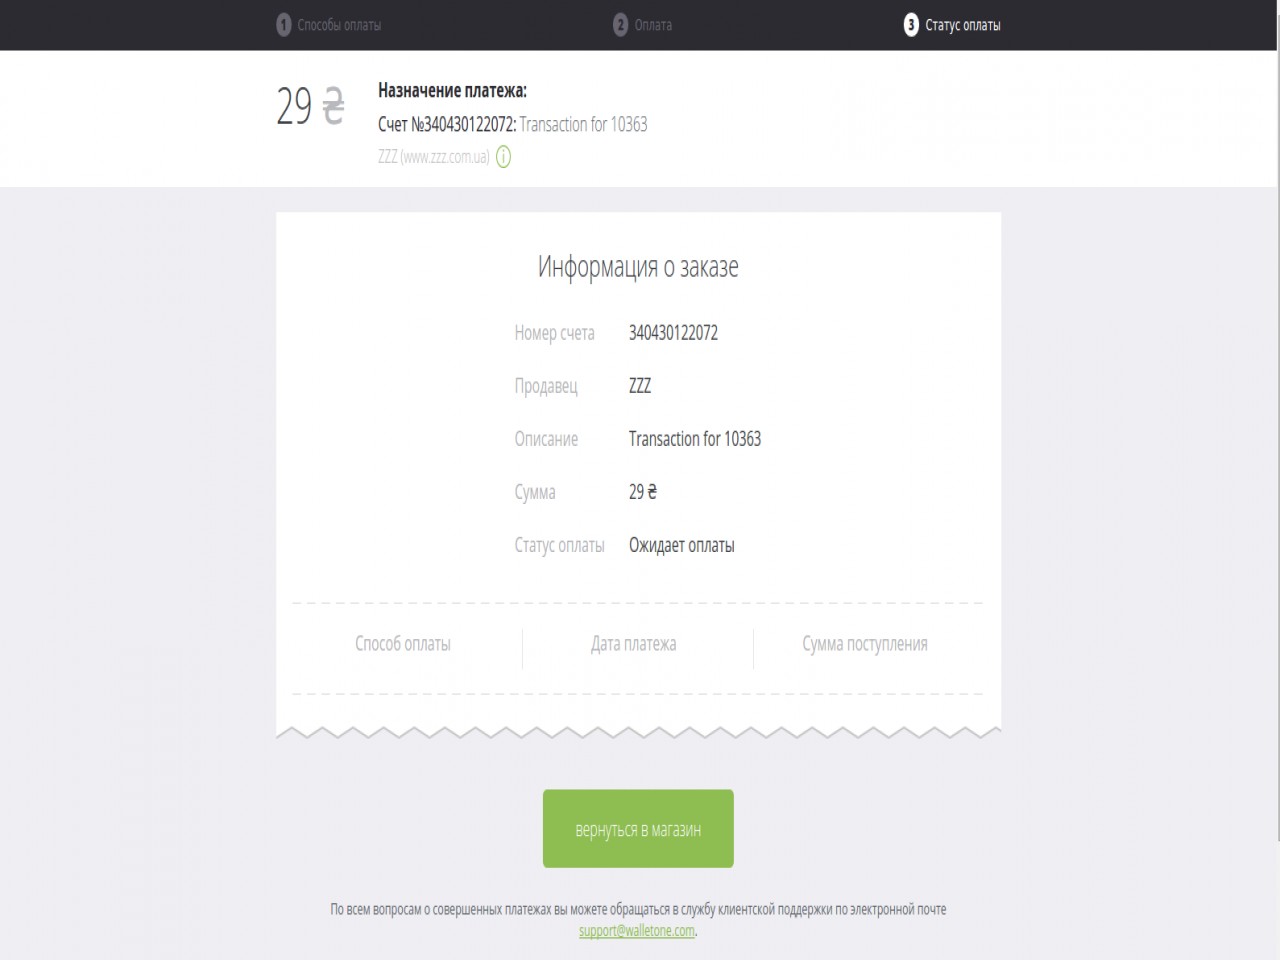 1 Способы оплаты
2 Оплата
3 Статус оплаты
29 ₴
Назначение платежа:
Счет №340430122072: Transaction for 10363
ZZZ (www.zzz.com.ua) i
Информация о заказе
Номер счета 340430122072
Продавец ZZZ
Описание Transaction for 10363
Сумма 29 ₴
Статус оплаты Ожидает оплаты
Способ оплаты Дата платежа Сумма поступления
вернуться в магазин
По всем вопросам о совершенных платежах вы можете обращаться в службу клиентской поддержки по электронной почте
support@walletone.com.